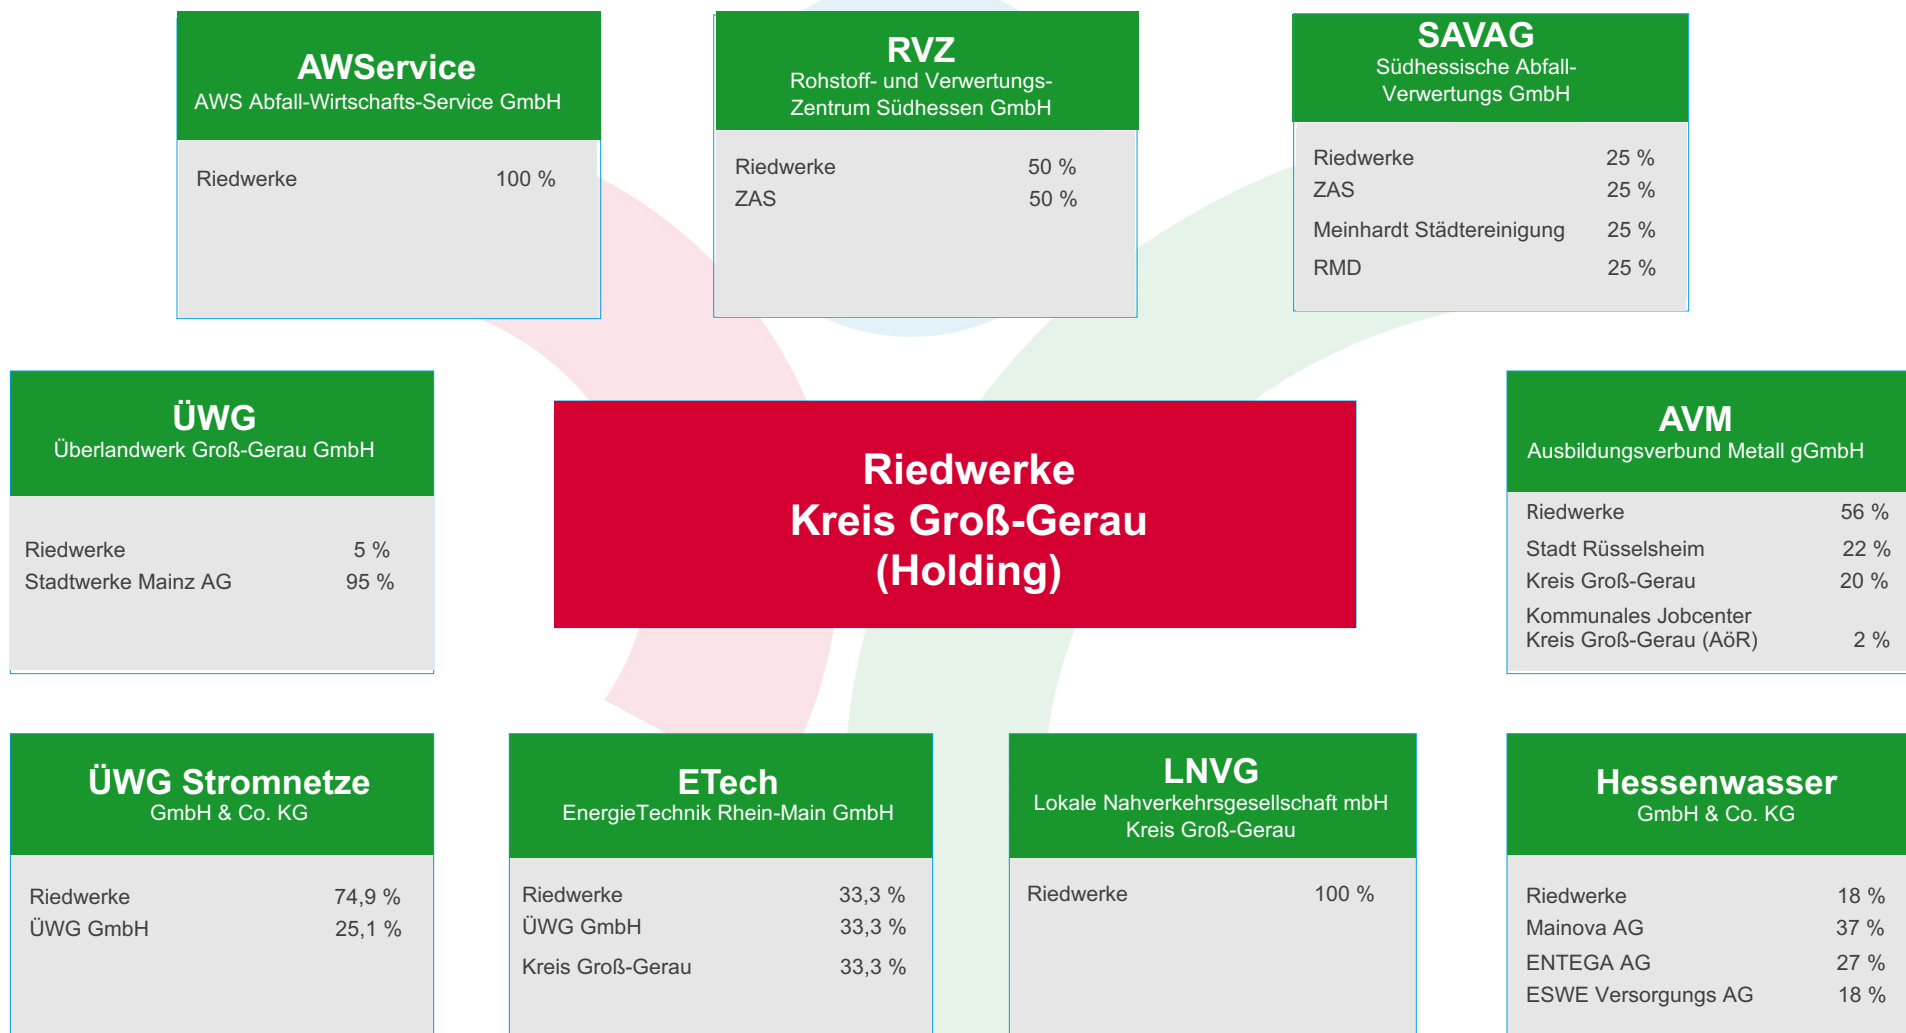 AWService
AWS Abfall-Wirtschafts-Service GmbH
Riedwerke 100 %
RVZ
Rohstoff- und Verwertungs-
Zentrum Südhessen GmbH
Riedwerke 50 %
ZAS 50 %
SAVAG
Südhessische Abfall-
Verwertungs GmbH
Riedwerke 25 %
ZAS 25 %
Meinhardt Städtereinigung 25 %
RMD 25 %
ÜWG
Überlandwerk Groß-Gerau GmbH
Riedwerke 5 %
Stadtwerke Mainz AG 95 %
Riedwerke
Kreis Groß-Gerau
(Holding)
AVM
Ausbildungsverbund Metall gGmbH
Riedwerke 56 %
Stadt Rüsselsheim 22 %
Kreis Groß-Gerau 20 %
Kommunales Jobcenter
Kreis Groß-Gerau (AöR) 2 %
ÜWG Stromnetze
GmbH & Co. KG
Riedwerke 74,9 %
ÜWG GmbH 25,1 %
ETech
EnergieTechnik Rhein-Main GmbH
Riedwerke 33,3 %
ÜWG GmbH 33,3 %
Kreis Groß-Gerau 33,3 %
LNVG
Lokale Nahverkehrsgesellschaft mbH
Kreis Groß-Gerau
Riedwerke 100 %
Hessenwasser
GmbH & Co. KG
Riedwerke 18 %
Mainova AG 37 %
ENTEGA AG 27 %
ESWE Versorgungs AG 18 %